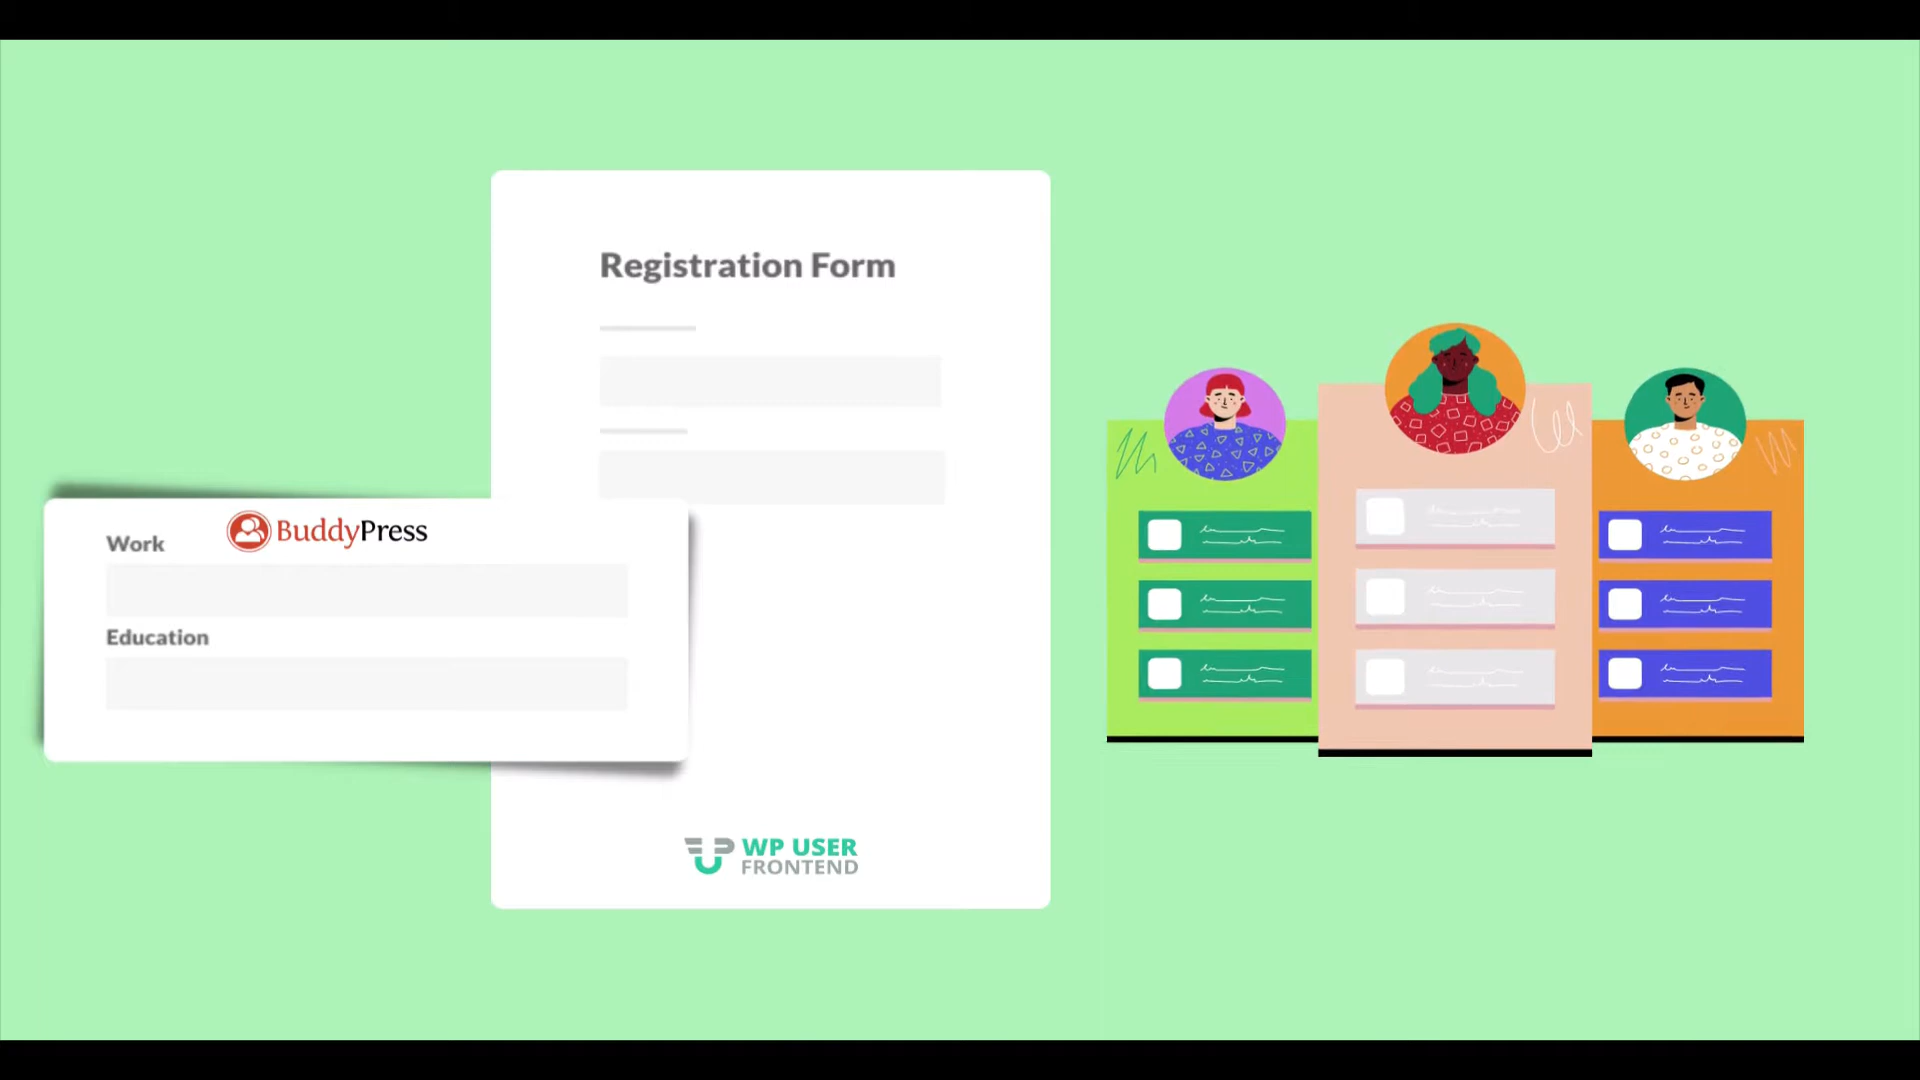 Registration Form
BuddyPress
Work
Education
WP USER
FRONTEND